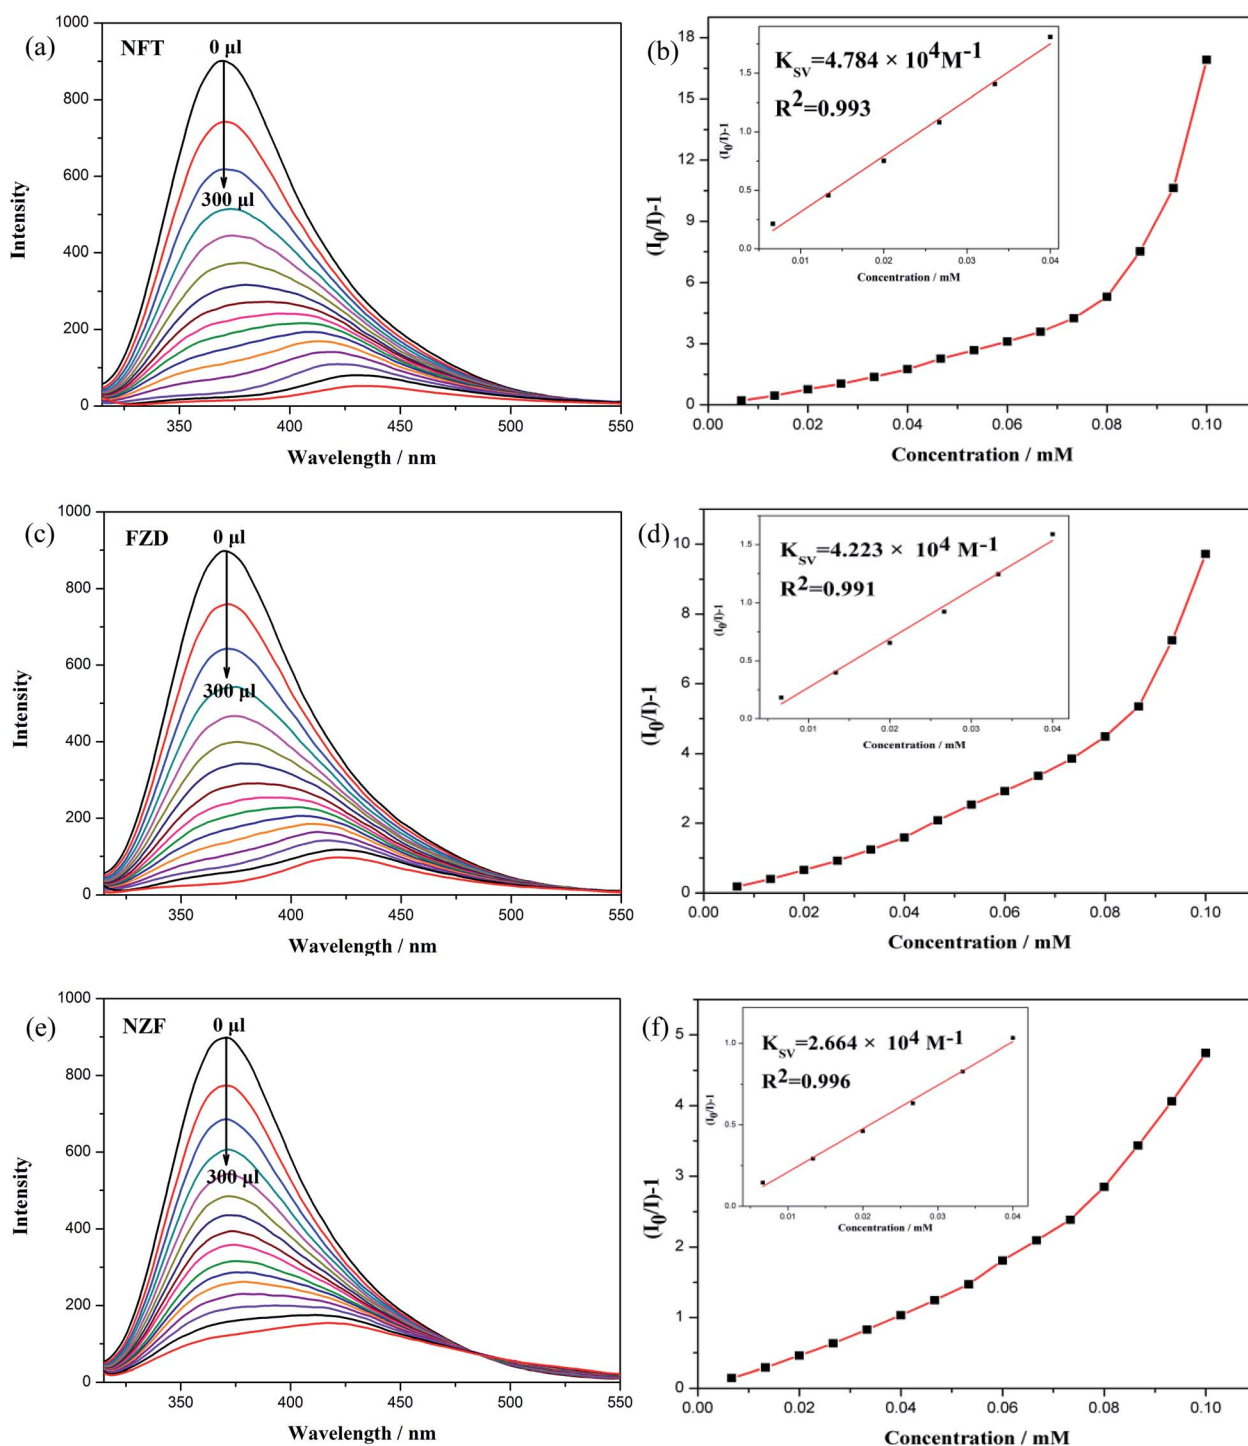 (a)
NFT
0 µl
300 µl
1000
800
600
400
200
0
Intensity
350
400
450
500
550
Wavelength / nm
(b)
18
15
12
9
6
3
0
(I0/I)-1
0.00
0.02
0.04
0.06
0.08
0.10
Concentration / mM
KSV=4.784 × 10^4M^-1
R^2=0.993
1.5
1.0
0.5
0.0
(I0/I)-1
0.01
0.02
0.03
0.04
Concentration / mM
(c)
FZD
0 µl
300 µl
1000
800
600
400
200
0
Intensity
350
400
450
500
550
Wavelength / nm
(d)
10
8
6
4
2
0
(I0/I)-1
0.00
0.02
0.04
0.06
0.08
0.10
Concentration / mM
KSV=4.223 × 10^4 M^-1
R^2=0.991
1.5
1.0
0.5
0.0
(I0/I)-1
0.01
0.02
0.03
0.04
Concentration / mM
(e)
NZF
0 µl
300 µl
1000
800
600
400
200
0
Intensity
350
400
450
500
550
Wavelength / nm
(f)
5
4
3
2
1
0
(I0/I)-1
0.00
0.02
0.04
0.06
0.08
0.10
Concentration / mM
KSV=2.664 × 10^4 M^-1
R^2=0.996
1.0
0.5
0.0
(I0/I)-1
0.01
0.02
0.03
0.04
Concentration / mM